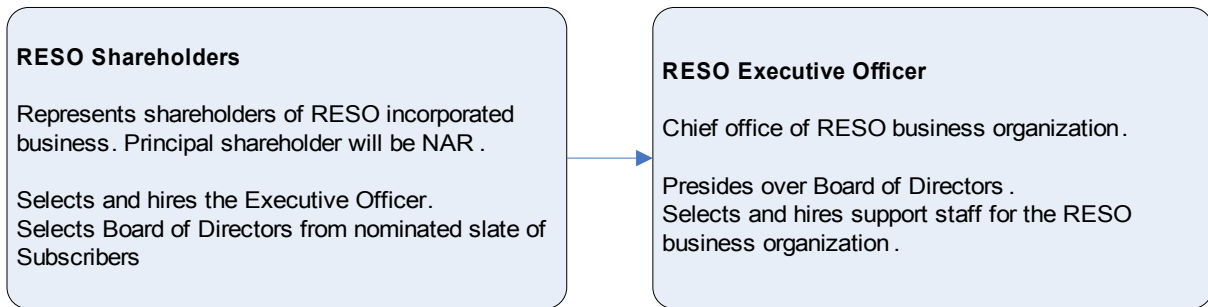 RESO Shareholders
Represents shareholders of RESO incorporated
business. Principal shareholder will be NAR .
Selects and hires the Executive Officer.
Selects Board of Directors from nominated slate of
Subscribers
RESO Executive Officer
Chief office of RESO business organization .
Presides over Board of Directors .
Selects and hires support staff for the RESO
business organization .